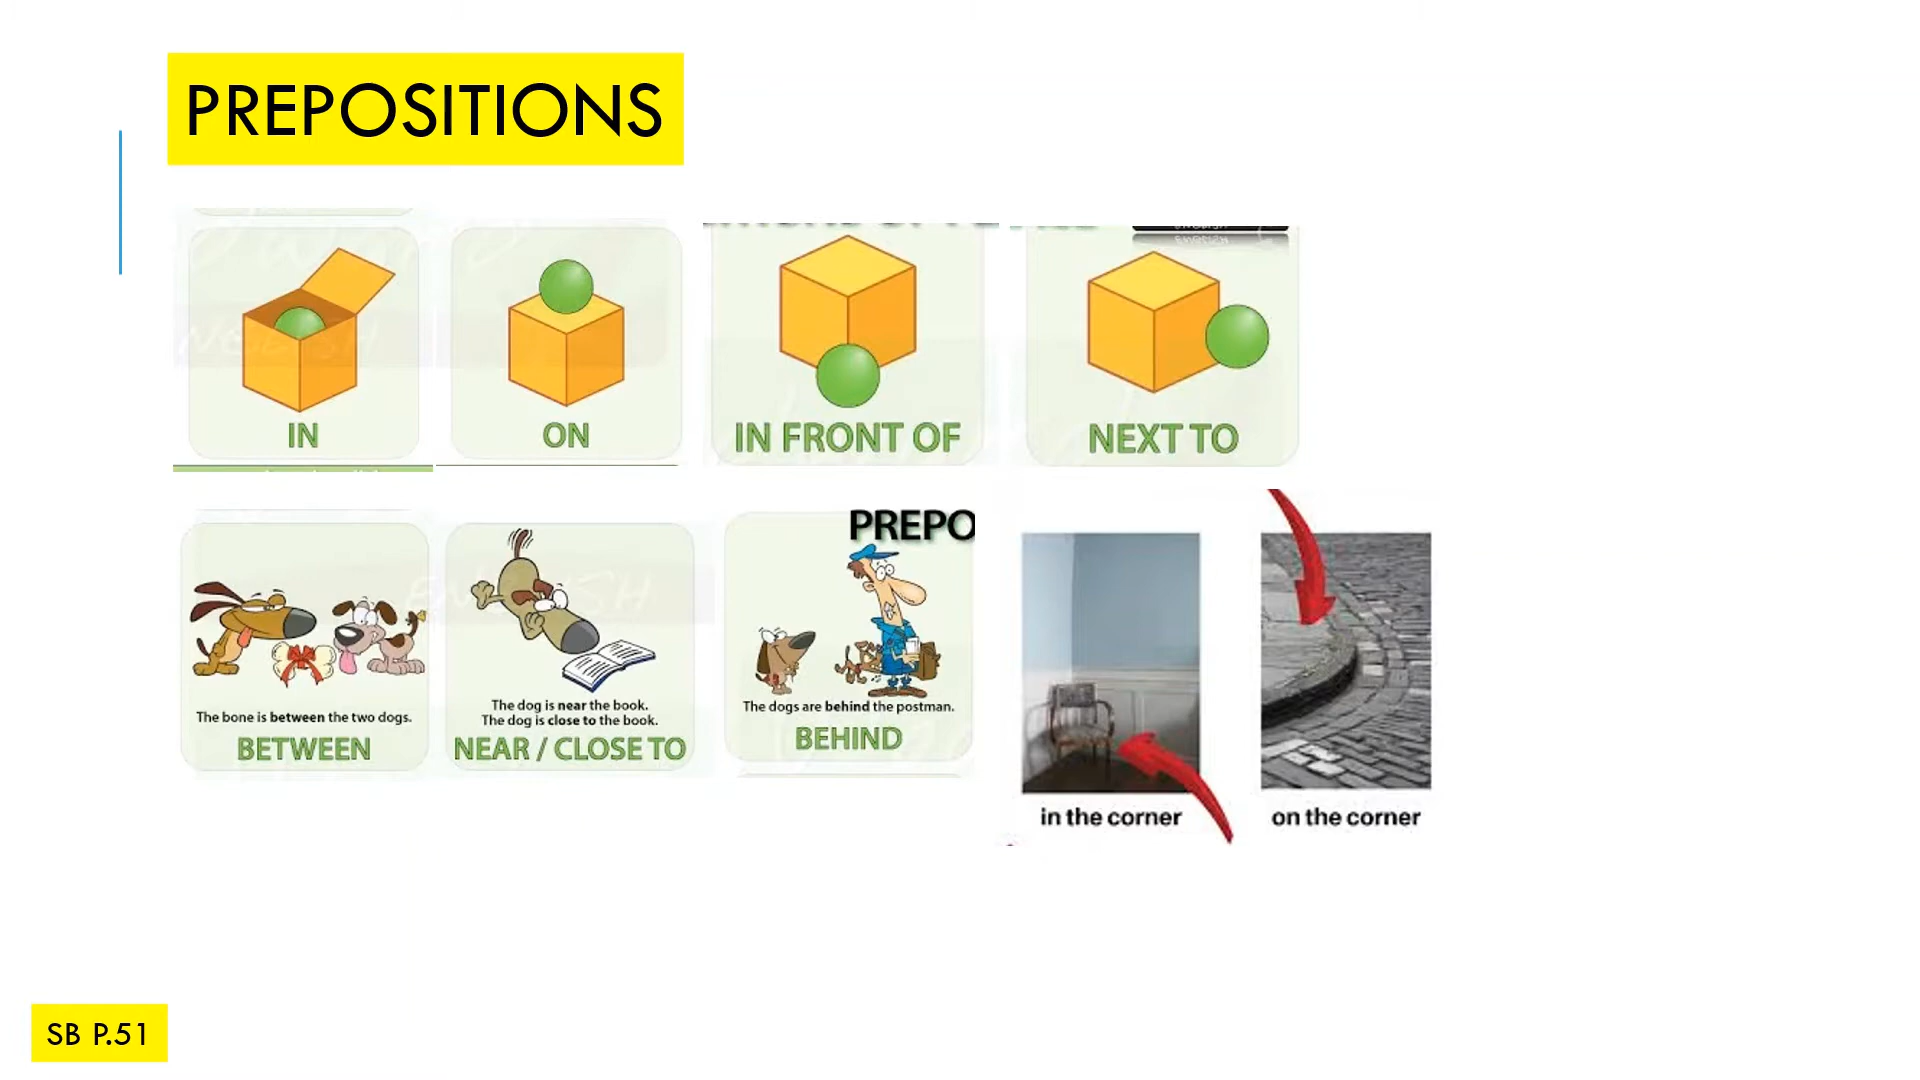 PREPOSITIONS
IN
ON
IN FRONT OF
NEXT TO
The bone is between the two dogs.
BETWEEN
The dog is near the book.
The dog is close to the book.
NEAR / CLOSE TO
PREPO
The dogs are behind the postman.
BEHIND
in the corner
on the corner
SB P.51